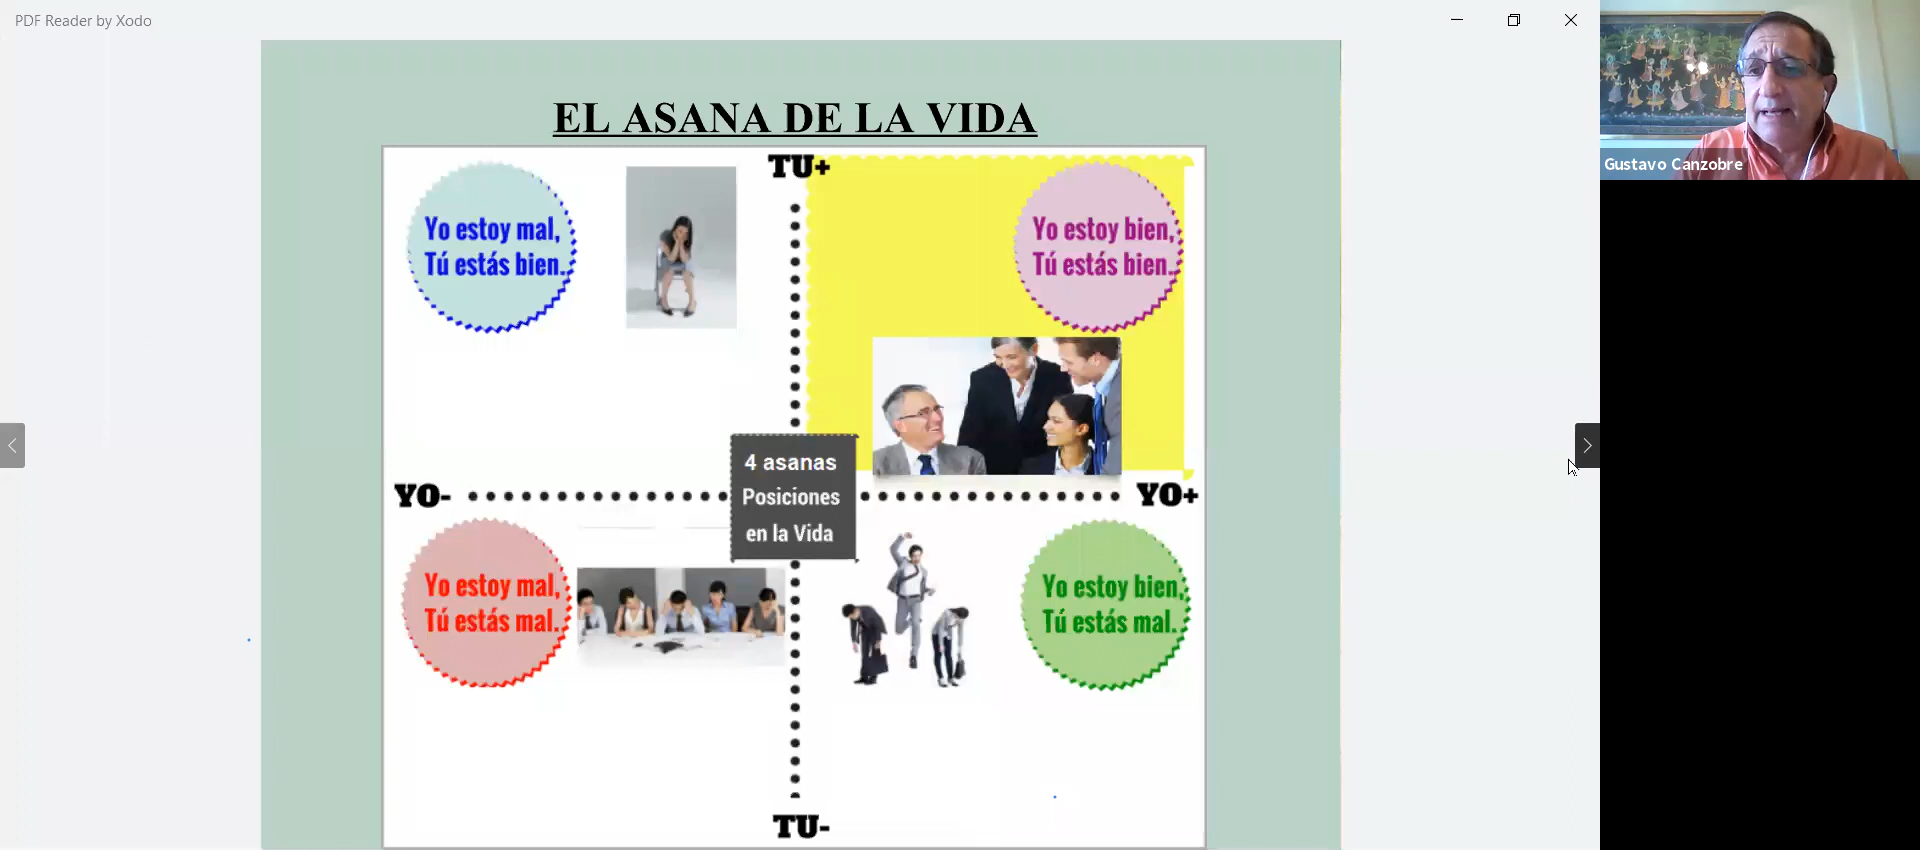 PDF Reader by Xodo
EL ASANA DE LA VIDA
TU+
Yo estoy mal,
Tú estás bien.
Yo estoy bien,
Tú estás bien.
4 asanas
Posiciones
en la Vida
YO-
YO+
Yo estoy mal,
Tú estás mal.
Yo estoy bien,
Tú estás mal.
TU-
Gustavo Canzobre